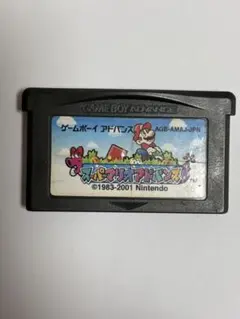 GAME BOY ADVANCE
ゲームボーイ アドバンス AGB-AMAJ-JPN
スーパーマリオアドバンス
©1983-2001 Nintendo